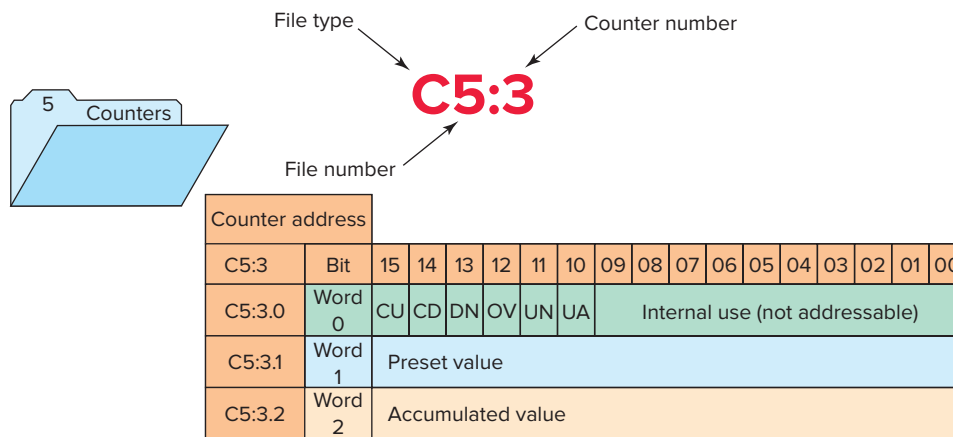 File type
Counter number
C5:3
5
Counters
File number
Counter address
C5:3 Bit 15 14 13 12 11 10 09 08 07 06 05 04 03 02 01 00
C5:3.0 Word 0 CU CD DN OV UN UA Internal use (not addressable)
C5:3.1 Word 1 Preset value
C5:3.2 Word 2 Accumulated value